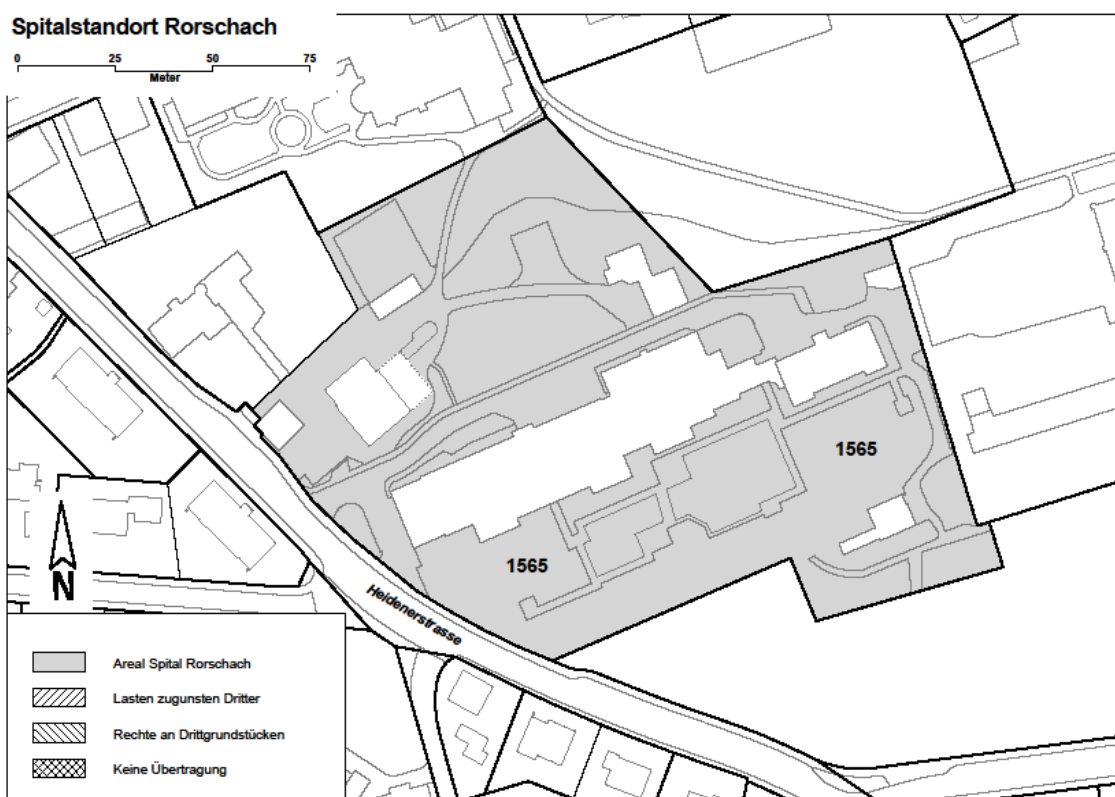 Spitalstandort Rorschach
0 25 50 75
Meter
1565
1565
Heidenerstrasse
N
Areal Spital Rorschach
Lasten zugunsten Dritter
Rechte an Drittgrundstücken
Keine Übertragung